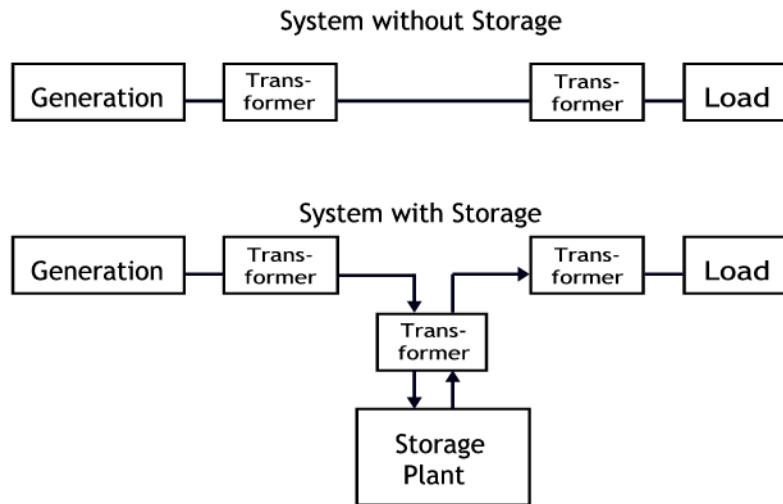 System without Storage
Generation
Trans-
former
Trans-
former
Load
System with Storage
Generation
Trans-
former
Trans-
former
Load
Trans-
former
Storage
Plant